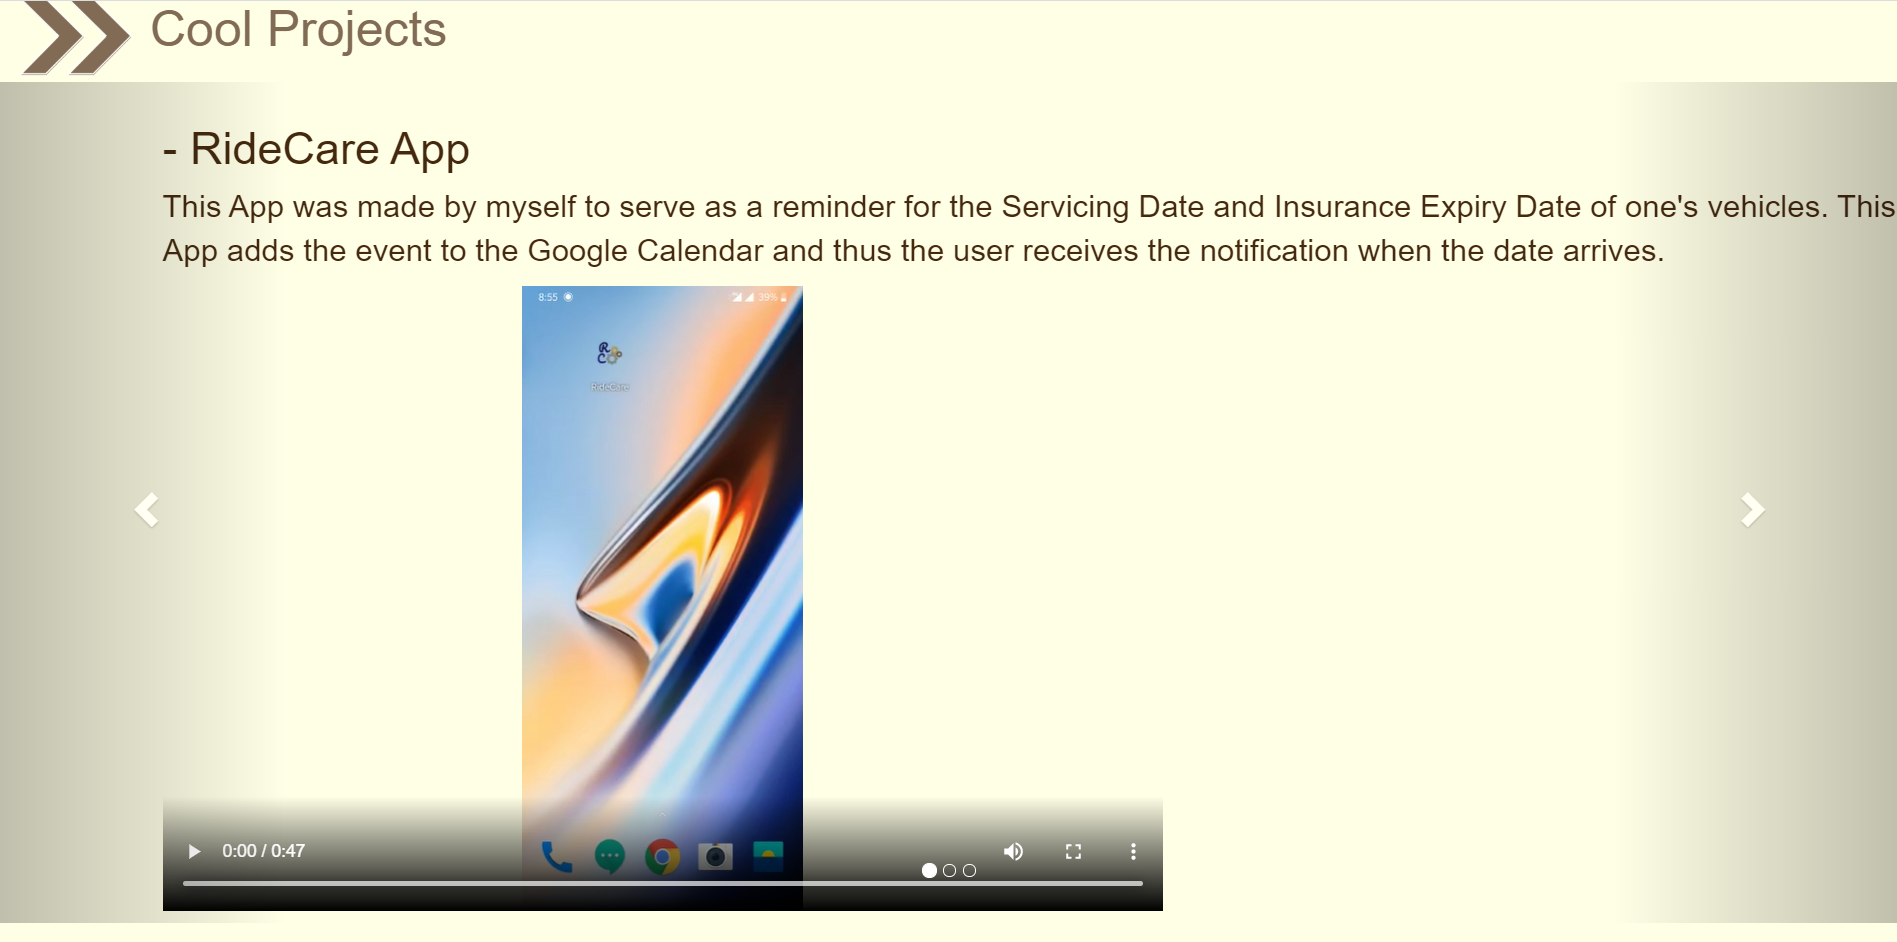 Cool Projects
- RideCare App
This App was made by myself to serve as a reminder for the Servicing Date and Insurance Expiry Date of one's vehicles. This
App adds the event to the Google Calendar and thus the user receives the notification when the date arrives.
8:55 39%
R
C
RideCare
0:00 / 0:47